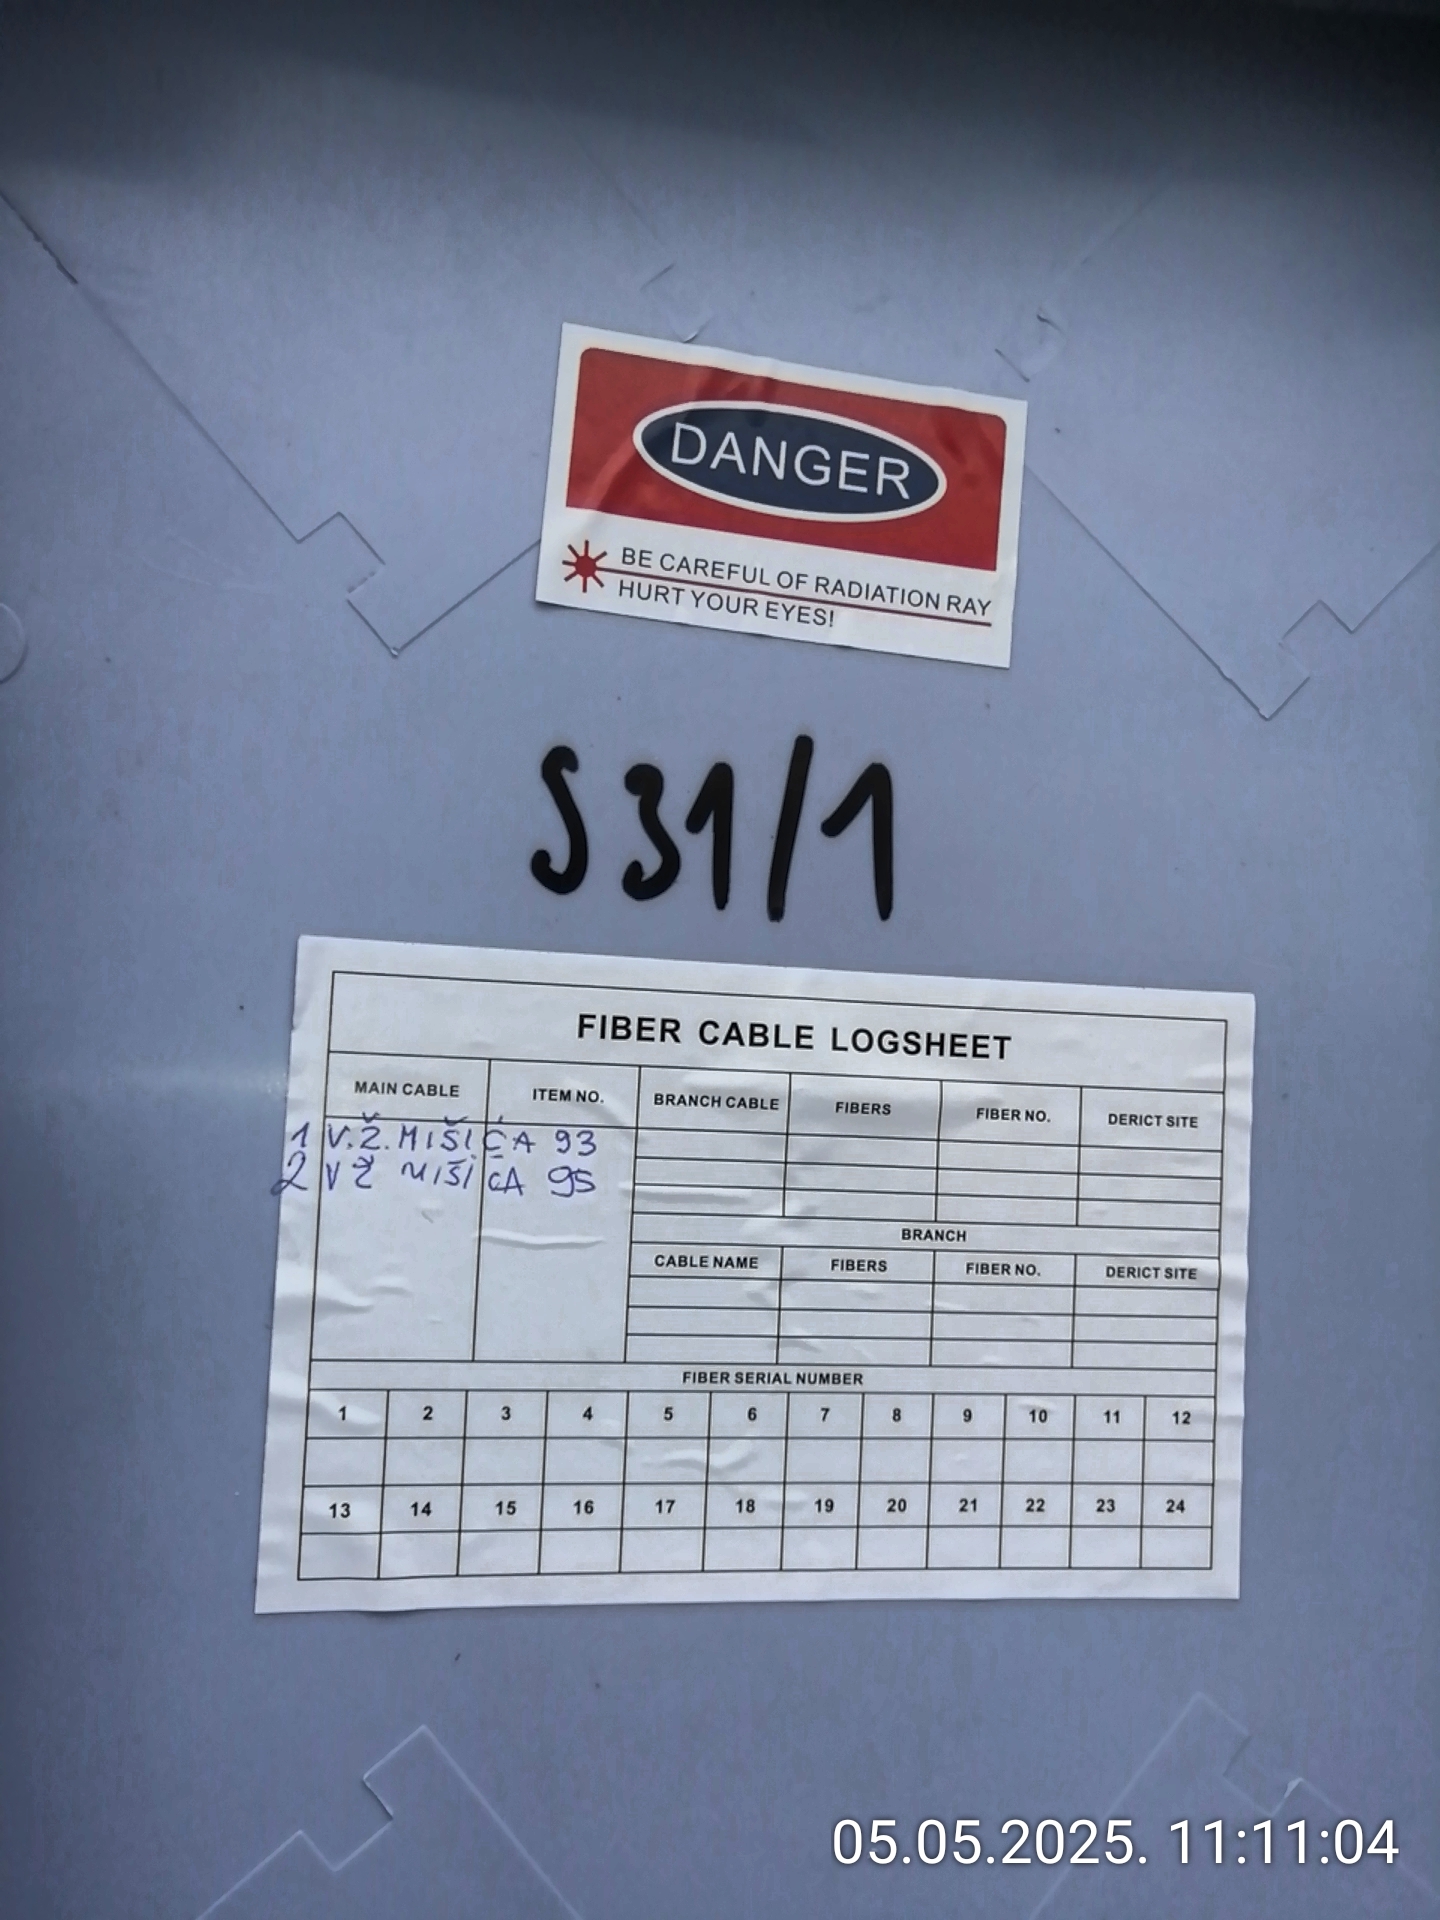 DANGER
BE CAREFUL OF RADIATION RAY
HURT YOUR EYES!
S31/1
FIBER CABLE LOGSHEET
MAIN CABLE ITEM NO. BRANCH CABLE FIBERS FIBER NO. DERICT SITE
1 V.Ž. MIŠIĆA 93
2 VŽ MIŠIĆA 95
BRANCH
CABLE NAME FIBERS FIBER NO. DERICT SITE
FIBER SERIAL NUMBER
1 2 3 4 5 6 7 8 9 10 11 12
13 14 15 16 17 18 19 20 21 22 23 24
05.05.2025. 11:11:04